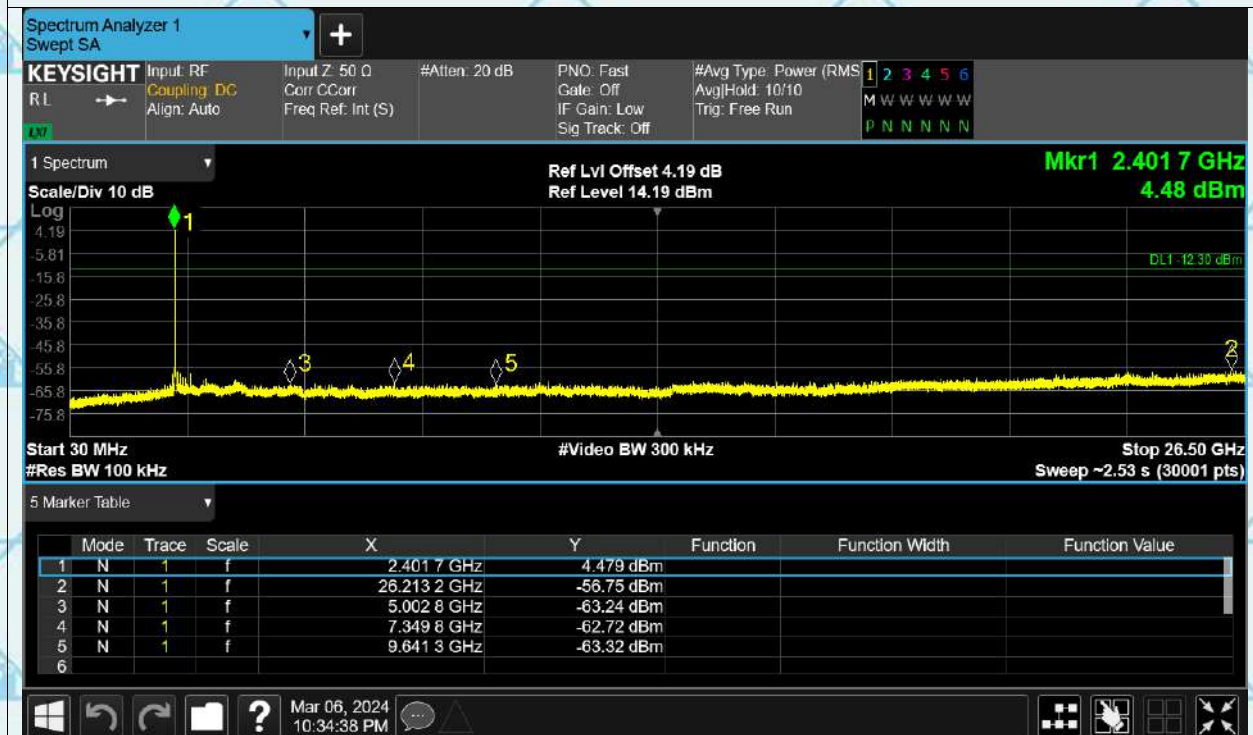 Spectrum Analyzer 1
Swept SA
+
KEYSIGHT
RL
LXI
Input: RF
Coupling: DC
Align: Auto
Input Z: 50 Ω
Corr CCorr
Freq Ref: Int (S)
#Atten: 20 dB
PNO: Fast
Gate: Off
IF Gain: Low
Sig Track: Off
#Avg Type: Power (RMS
Avg|Hold: 10/10
Trig: Free Run
1 2 3 4 5 6
M W W W W W
P N N N N N
1 Spectrum
Scale/Div 10 dB
Ref Lvl Offset 4.19 dB
Ref Level 14.19 dBm
Mkr1 2.401 7 GHz
4.48 dBm
Log
1
4.19
-5.81
DL1 -12.30 dBm
-15.8
-25.8
-35.8
-45.8
2
3 4 5
-55.8
-65.8
-75.8
Start 30 MHz #Video BW 300 kHz Stop 26.50 GHz
#Res BW 100 kHz Sweep ~2.53 s (30001 pts)
5 Marker Table
Mode Trace Scale X Y Function Function Width Function Value
1 N 1 f 2.401 7 GHz 4.479 dBm
2 N 1 f 26.213 2 GHz -56.75 dBm
3 N 1 f 5.002 8 GHz -63.24 dBm
4 N 1 f 7.349 8 GHz -62.72 dBm
5 N 1 f 9.641 3 GHz -63.32 dBm
6
?
Mar 06, 2024
10:34:38 PM